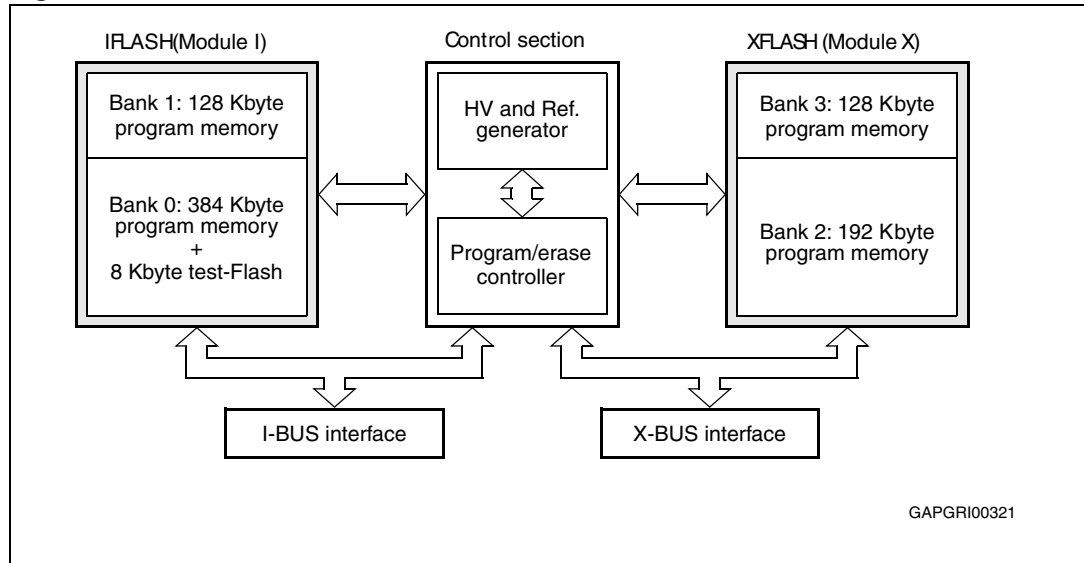 IFLASH(Module I)
Control section
XFLASH (Module X)
Bank 1: 128 Kbyte
program memory
Bank 0: 384 Kbyte
program memory
+
8 Kbyte test-Flash
HV and Ref.
generator
Program/erase
controller
Bank 3: 128 Kbyte
program memory
Bank 2: 192 Kbyte
program memory
I-BUS interface
X-BUS interface
GAPGRI00321